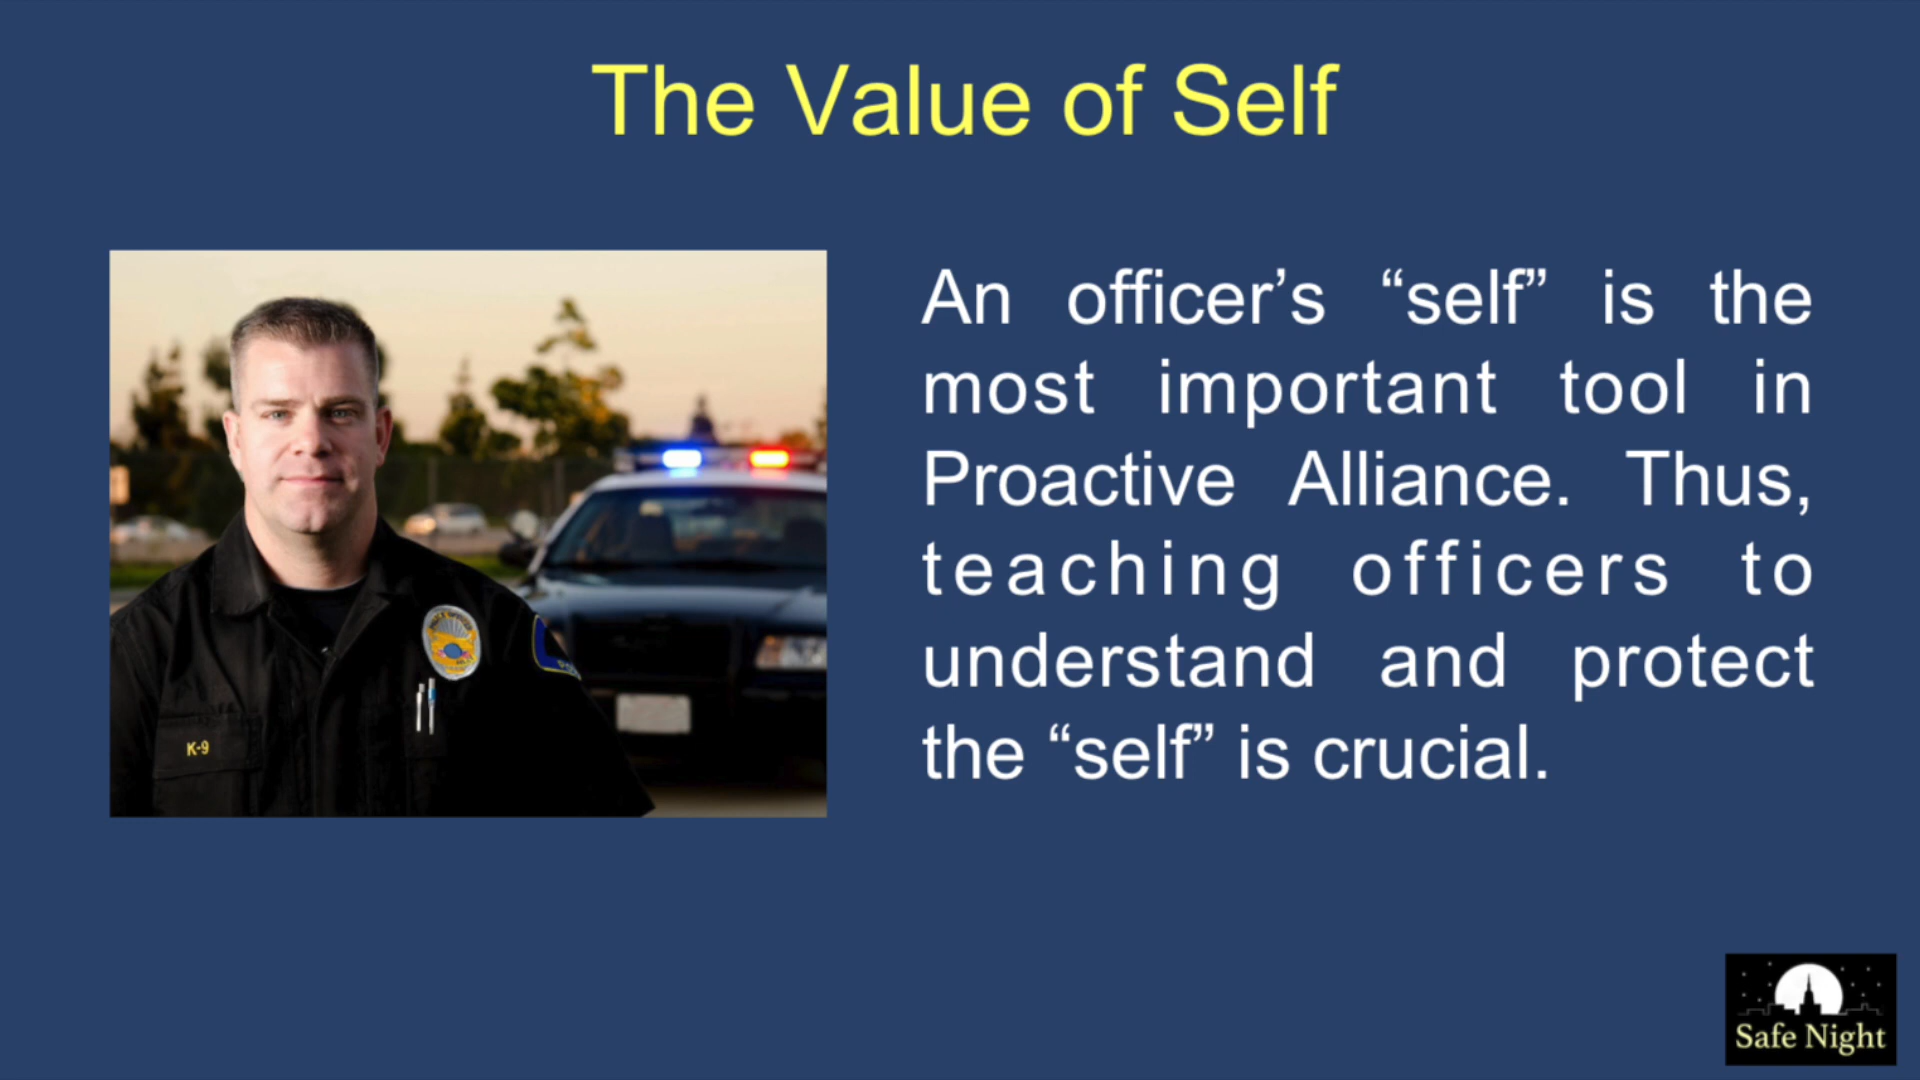 The Value of Self
An officer’s “self” is the
most important tool in
Proactive Alliance. Thus,
teaching officers to
understand and protect
the “self” is crucial.
K-9
Safe Night